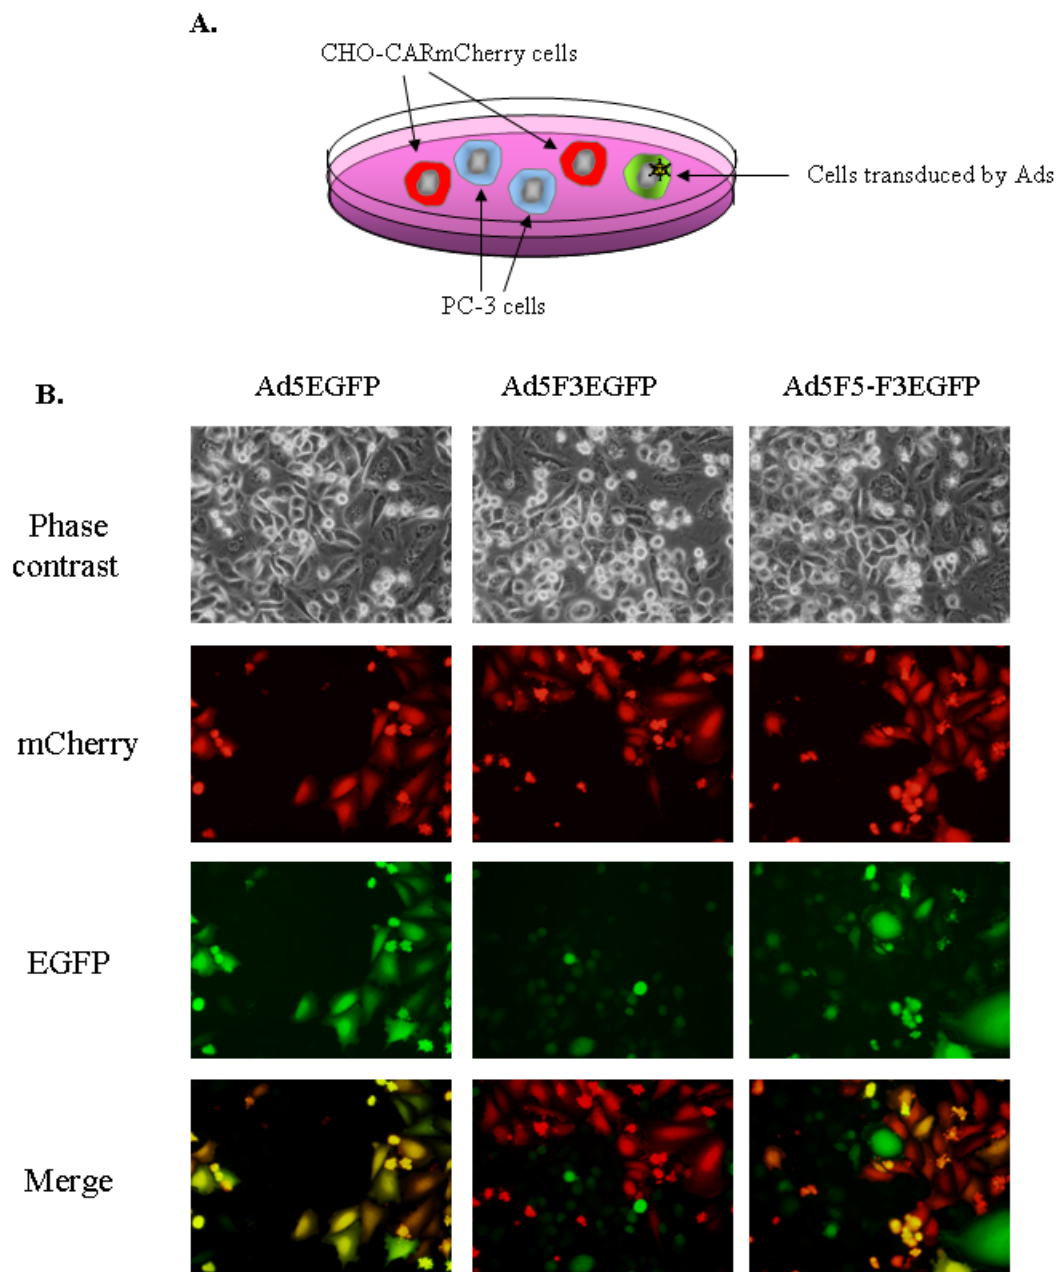 A.
CHO-CARmCherry cells
Cells transduced by Ads
PC-3 cells
B.
Ad5EGFP
Ad5F3EGFP
Ad5F5-F3EGFP
Phase
contrast
mCherry
EGFP
Merge